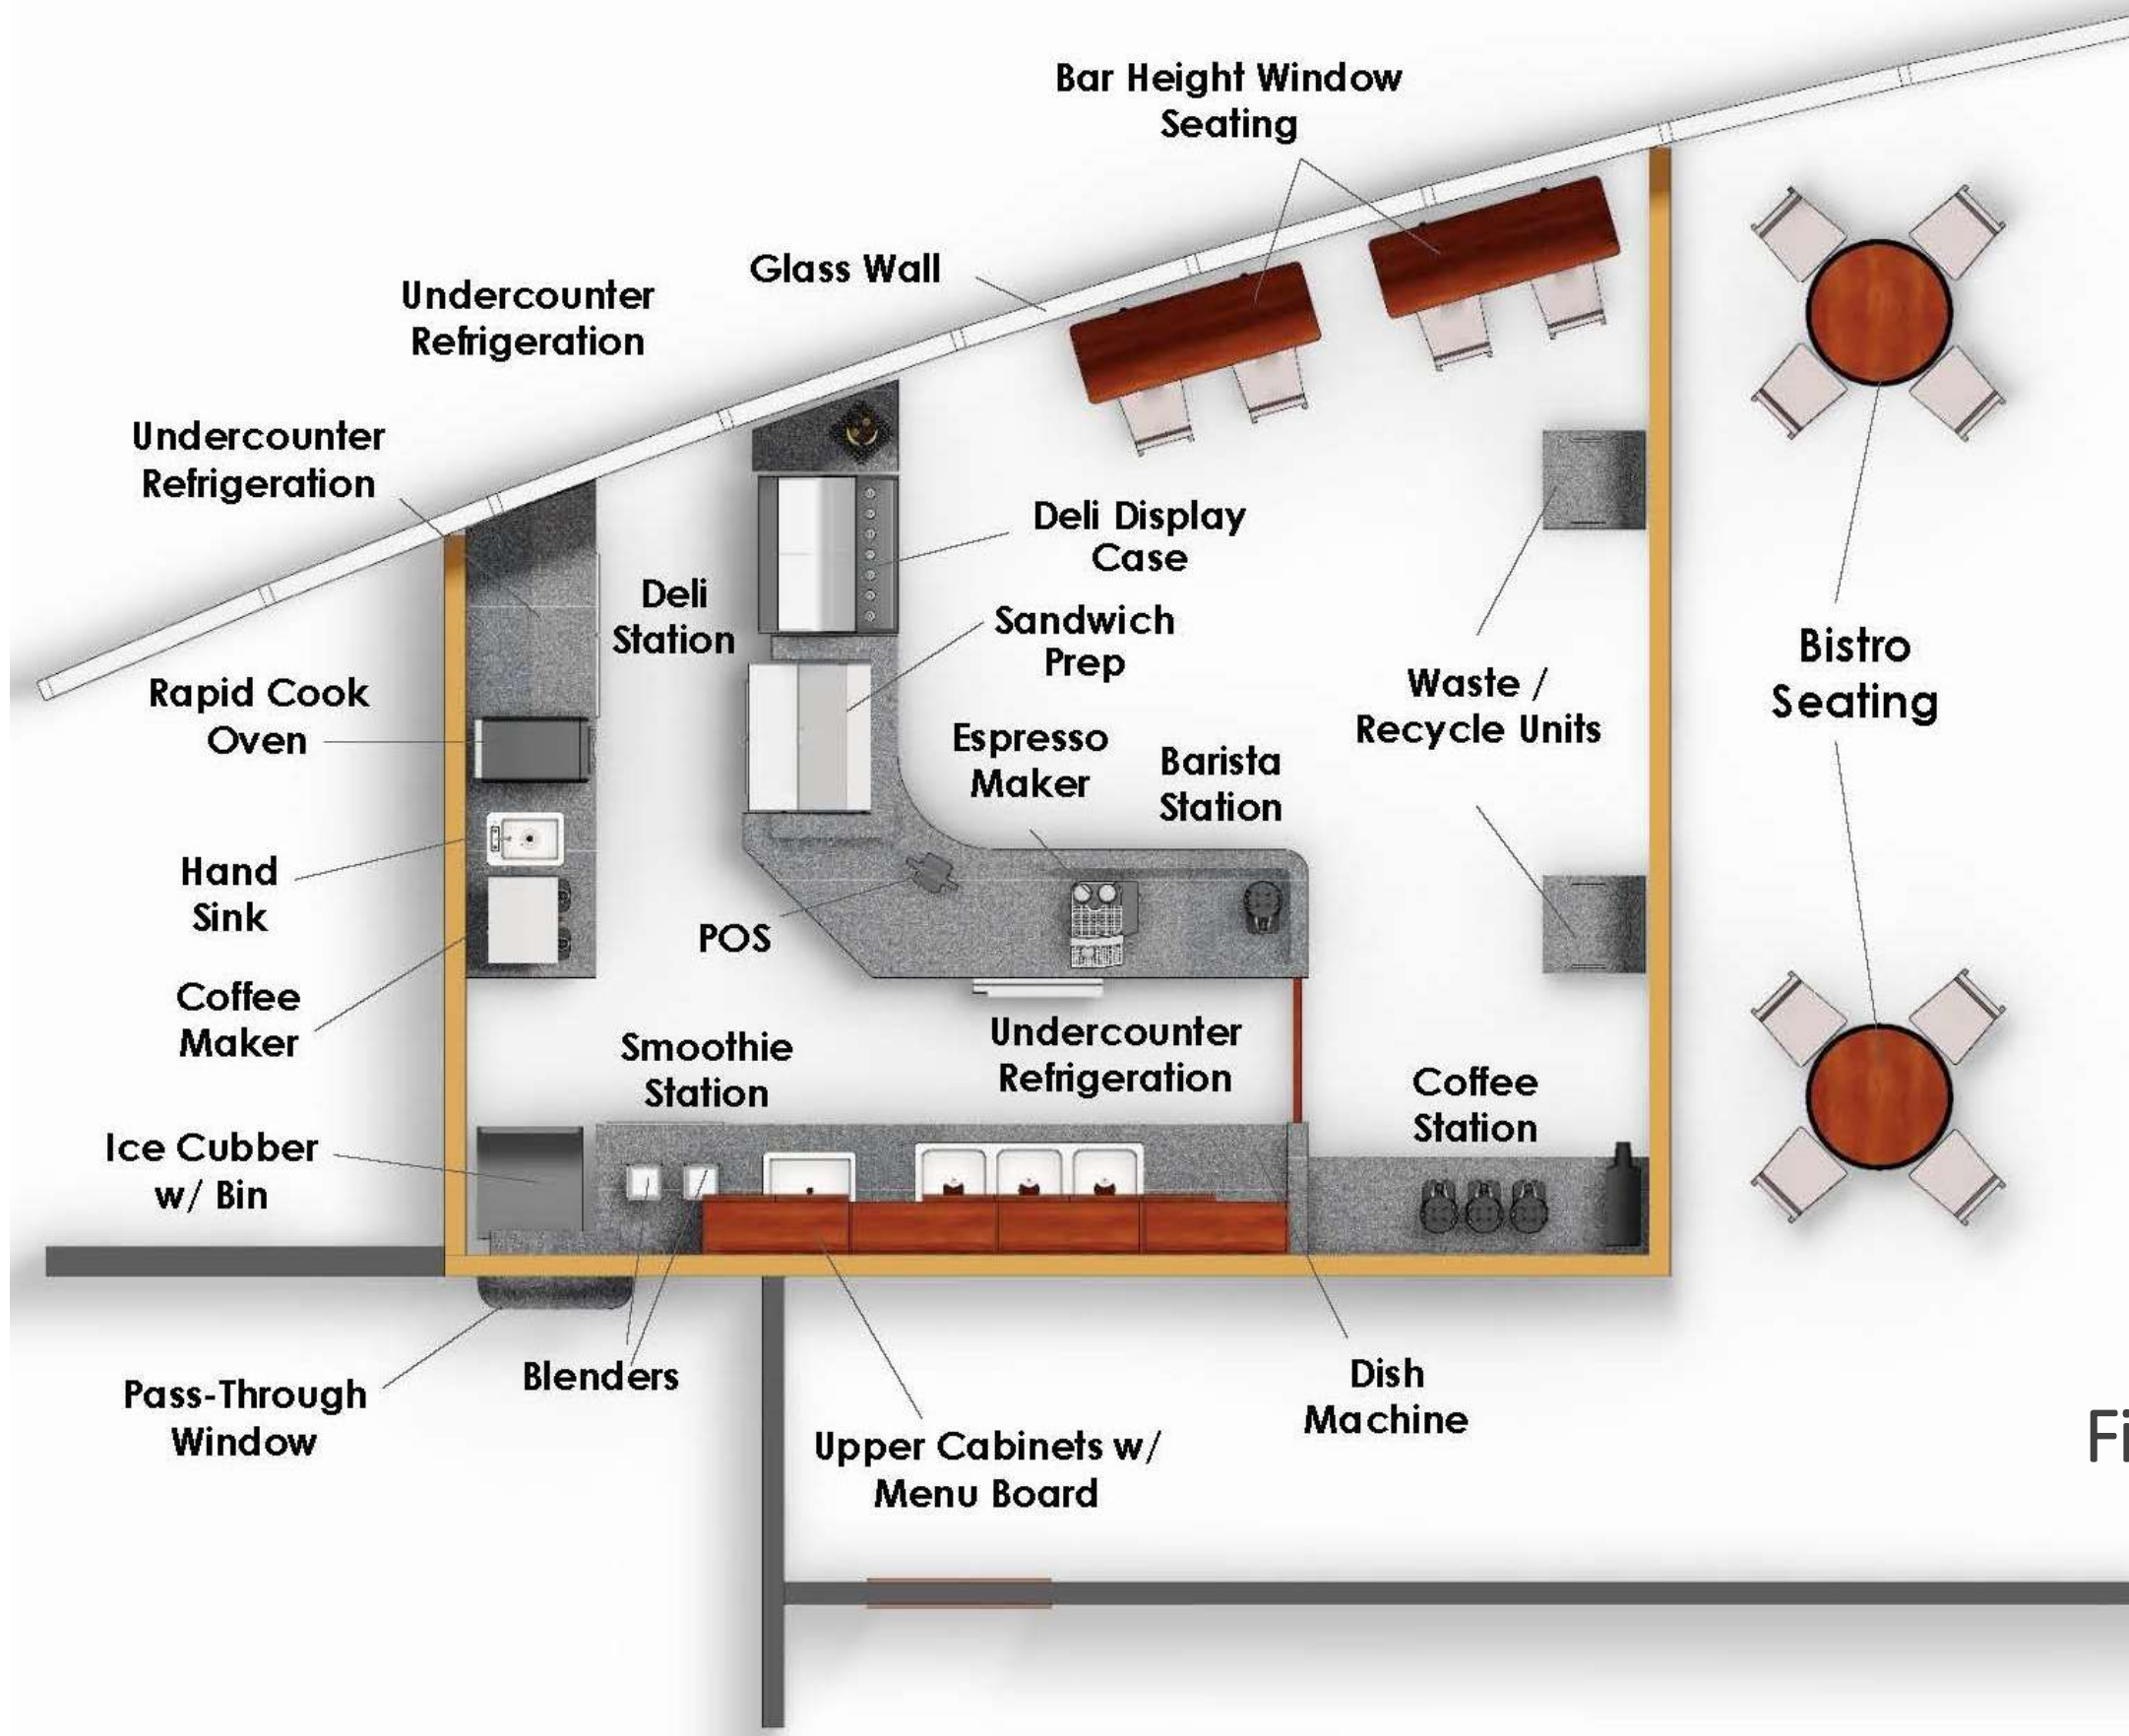 Bar Height Window
Seating
Glass Wall
Undercounter
Refrigeration
Undercounter
Refrigeration
Deli Display
Case
Deli
Station
Sandwich
Prep
Bistro
Seating
Rapid Cook
Oven
Waste /
Recycle Units
Espresso
Maker
Barista
Station
Hand
Sink
POS
Coffee
Maker
Smoothie
Station
Undercounter
Refrigeration
Coffee
Station
Ice Cubber
w/ Bin
Pass-Through
Window
Blenders
Dish
Machine
Upper Cabinets w/
Menu Board
Fi